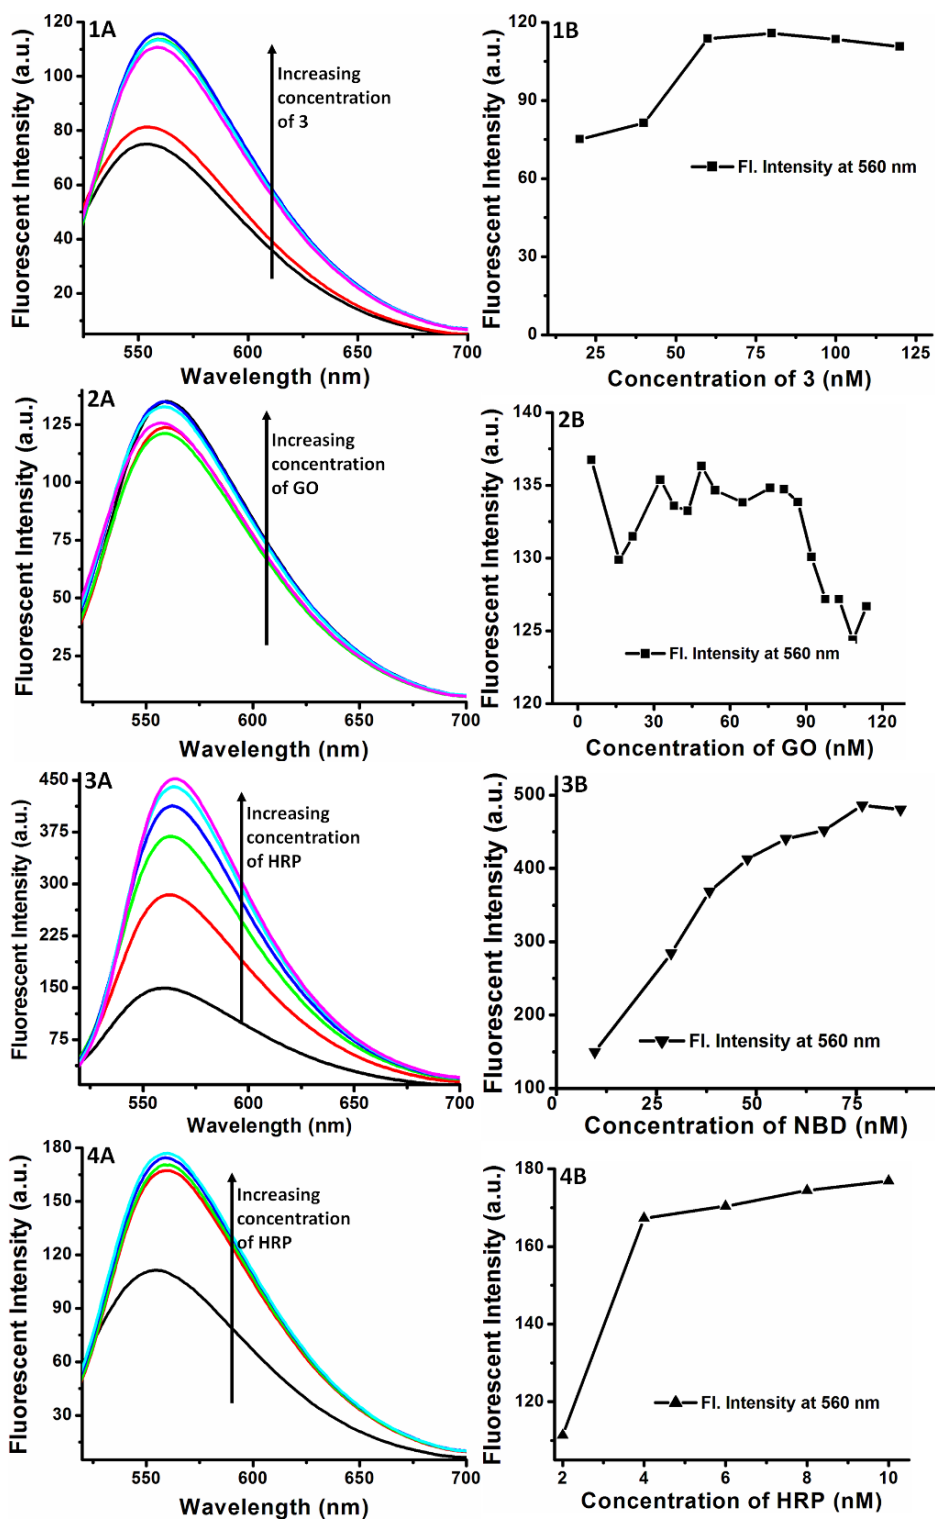 1A
Increasing
concentration
of 3
120
100
80
60
40
20
550
600
650
700
Fluorescent Intensity (a.u.)
Wavelength (nm)
1B
120
90
60
30
0
25
50
75
100
125
Fl. Intensity at 560 nm
Fluorescent Intensity (a.u.)
Concentration of 3 (nM)
2A
Increasing
concentration
of GO
125
100
75
50
25
550
600
650
700
Fluorescent Intensity (a.u.)
Wavelength (nm)
2B
140
135
130
125
120
0
30
60
90
120
Fl. Intensity at 560 nm
Fluorescent Intensity (a.u.)
Concentration of GO (nM)
3A
Increasing
concentration
of HRP
450
375
300
225
150
75
550
600
650
700
Fluorescent Intensity (a.u.)
Wavelength (nm)
3B
500
400
300
200
100
0
25
50
75
Fl. Intensity at 560 nm
Fluorescent Intensity (a.u.)
Concentration of NBD (nM)
4A
Increasing
concentration
of HRP
180
150
120
90
60
30
550
600
650
700
Fluorescent Intensity (a.u.)
Wavelength (nm)
4B
180
160
140
120
2
4
6
8
10
Fl. Intensity at 560 nm
Fluorescent Intensity (a.u.)
Concentration of HRP (nM)